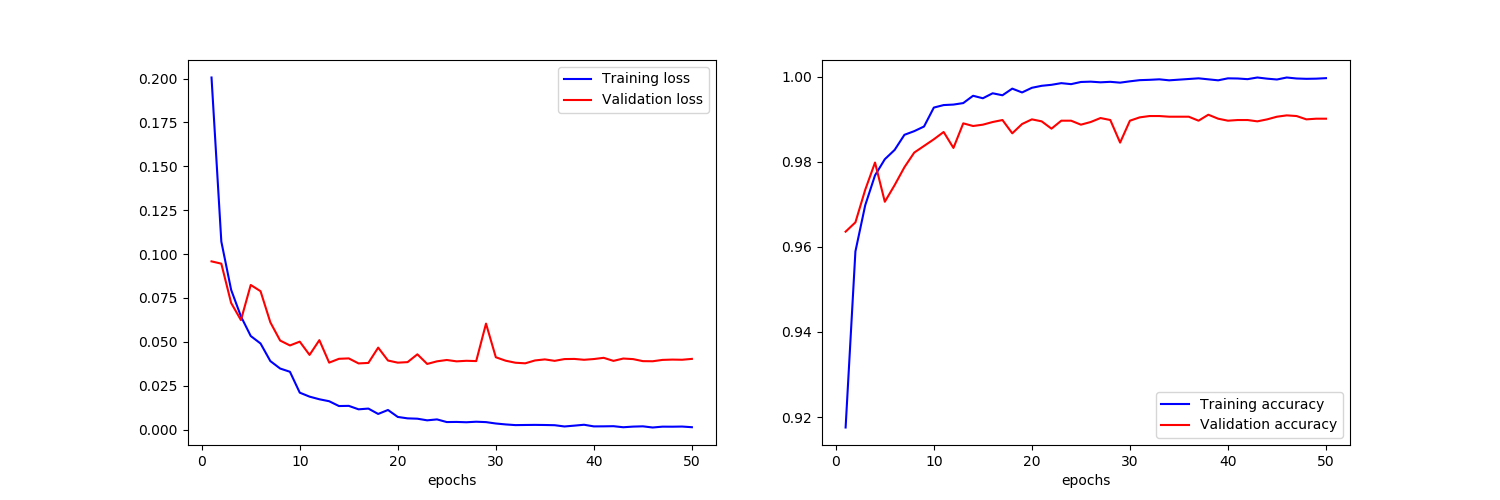 Training loss
Validation loss
0.200
0.175
0.150
0.125
0.100
0.075
0.050
0.025
0.000
0 10 20 30 40 50
epochs
1.00
0.98
0.96
0.94
0.92
Training accuracy
Validation accuracy
0 10 20 30 40 50
epochs